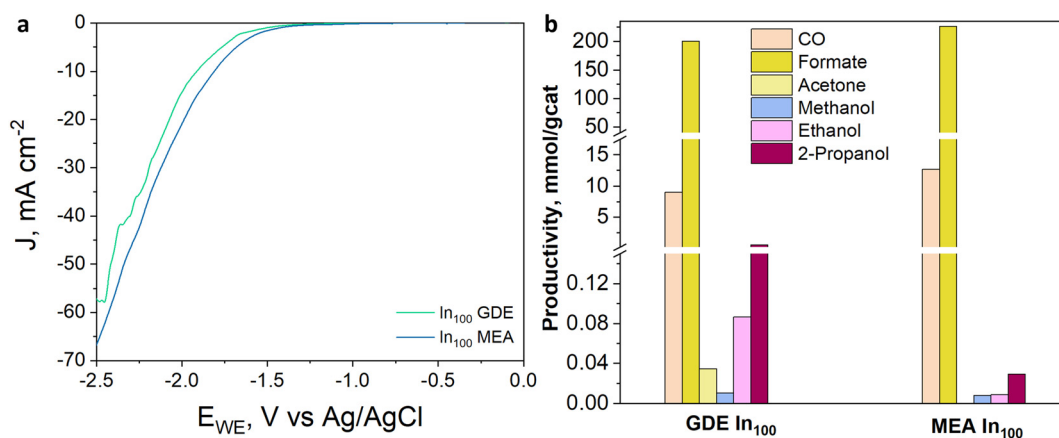 a
0
-10
-20
-30
-40
-50
-60
-70
J, mA cm⁻²
-2.5
-2.0
-1.5
-1.0
-0.5
0.0
E_WE, V vs Ag/AgCl
In₁₀₀ GDE
In₁₀₀ MEA
b
200
150
100
50
15
10
5
0.12
0.08
0.04
0.00
Productivity, mmol/gcat
CO
Formate
Acetone
Methanol
Ethanol
2-Propanol
GDE In₁₀₀
MEA In₁₀₀